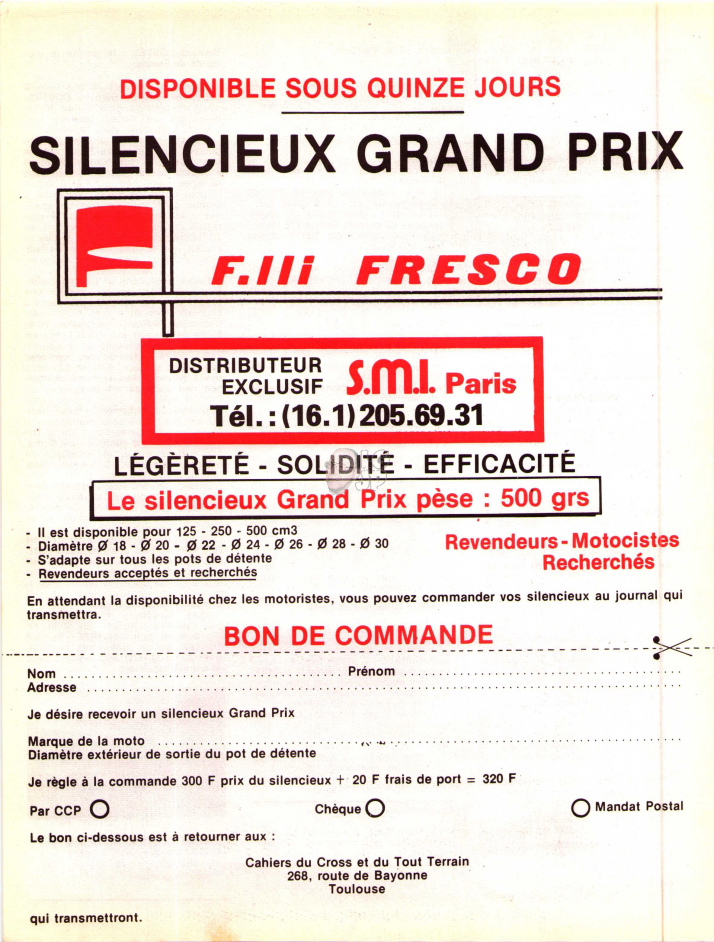 DISPONIBLE SOUS QUINZE JOURS
SILENCIEUX GRAND PRIX
F.lli FRESCO
DISTRIBUTEUR
EXCLUSIF
S.M.I. Paris
Tél. : (16.1) 205.69.31
LÉGÈRETÉ - SOLIDITÉ - EFFICACITÉ
Le silencieux Grand Prix pèse : 500 grs
- Il est disponible pour 125 - 250 - 500 cm3
- Diamètre Ø 18 - Ø 20 - Ø 22 - Ø 24 - Ø 26 - Ø 28 - Ø 30
- S'adapte sur tous les pots de détente
- Revendeurs acceptés et recherchés
Revendeurs - Motocistes
Recherchés
En attendant la disponibilité chez les motoristes, vous pouvez commander vos silencieux au journal qui
transmettra.
BON DE COMMANDE
Nom ........................................ Prénom ........................................
Adresse ................................................................................
Je désire recevoir un silencieux Grand Prix
Marque de la moto ................................................................................
Diamètre extérieur de sortie du pot de détente
Je règle à la commande 300 F prix du silencieux + 20 F frais de port = 320 F
Par CCP
Chèque
Mandat Postal
Le bon ci-dessous est à retourner aux :
Cahiers du Cross et du Tout Terrain
268, route de Bayonne
Toulouse
qui transmettront.